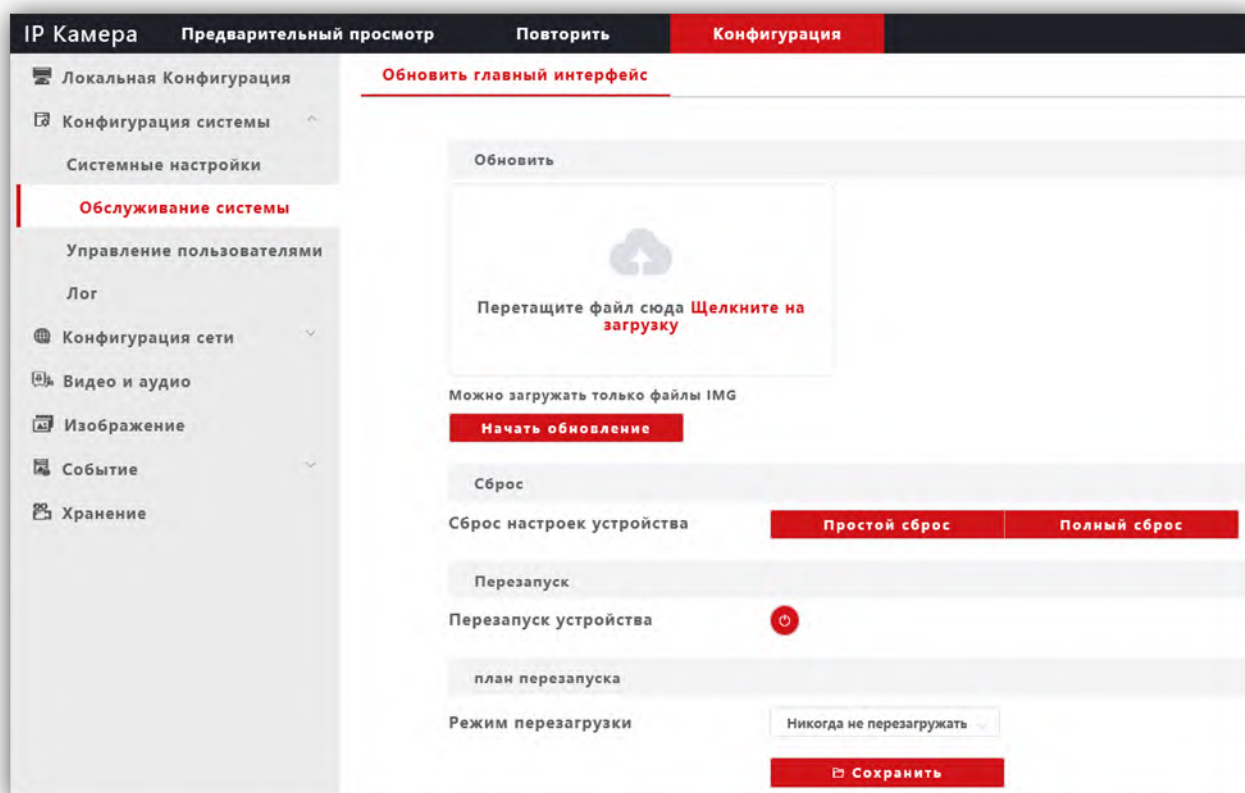 IP Камера Предварительный просмотр Повторить Конфигурация
Локальная Конфигурация
Конфигурация системы
Системные настройки
Обслуживание системы
Управление пользователями
Лог
Конфигурация сети
Видео и аудио
Изображение
Событие
Хранение
Обновить главный интерфейс
Обновить
Перетащите файл сюда Щелкните на
загрузку
Можно загружать только файлы IMG
Начать обновление
Сброс
Сброс настроек устройства Простой сброс Полный сброс
Перезапуск
Перезапуск устройства
план перезапуска
Режим перезагрузки Никогда не перезагружать
Сохранить